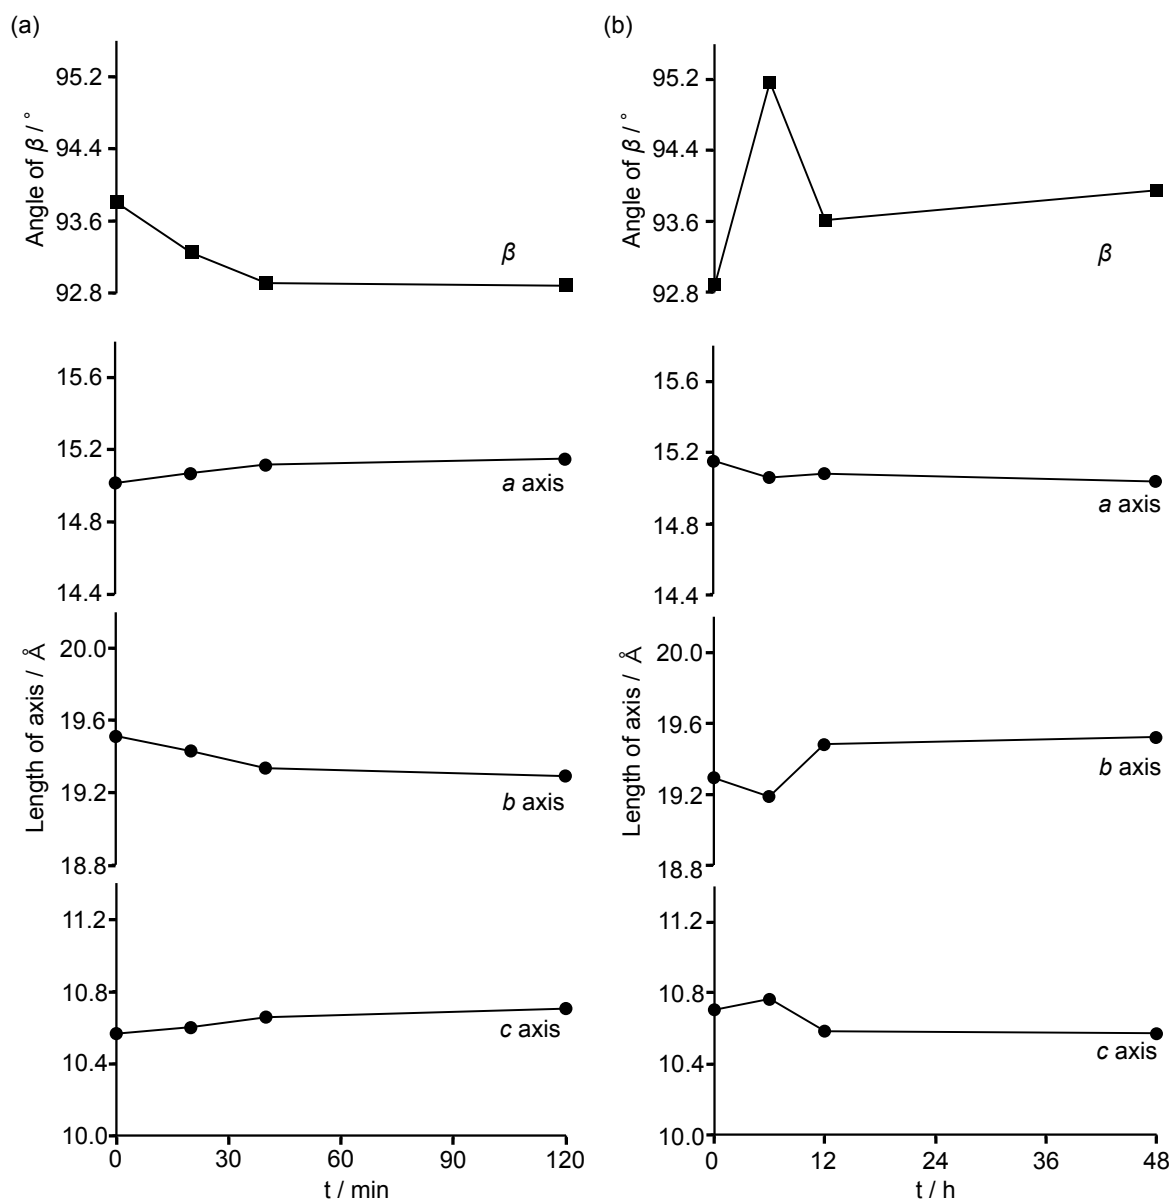 (a)
Angle of β / °
95.2
94.4
93.6
92.8
β
15.6
15.2
14.8
14.4
a axis
Length of axis / Å
20.0
19.6
19.2
18.8
b axis
11.2
10.8
10.4
10.0
c axis
0 30 60 90 120
t / min
(b)
Angle of β / °
95.2
94.4
93.6
92.8
β
15.6
15.2
14.8
14.4
a axis
Length of axis / Å
20.0
19.6
19.2
18.8
b axis
11.2
10.8
10.4
10.0
c axis
0 12 24 36 48
t / h